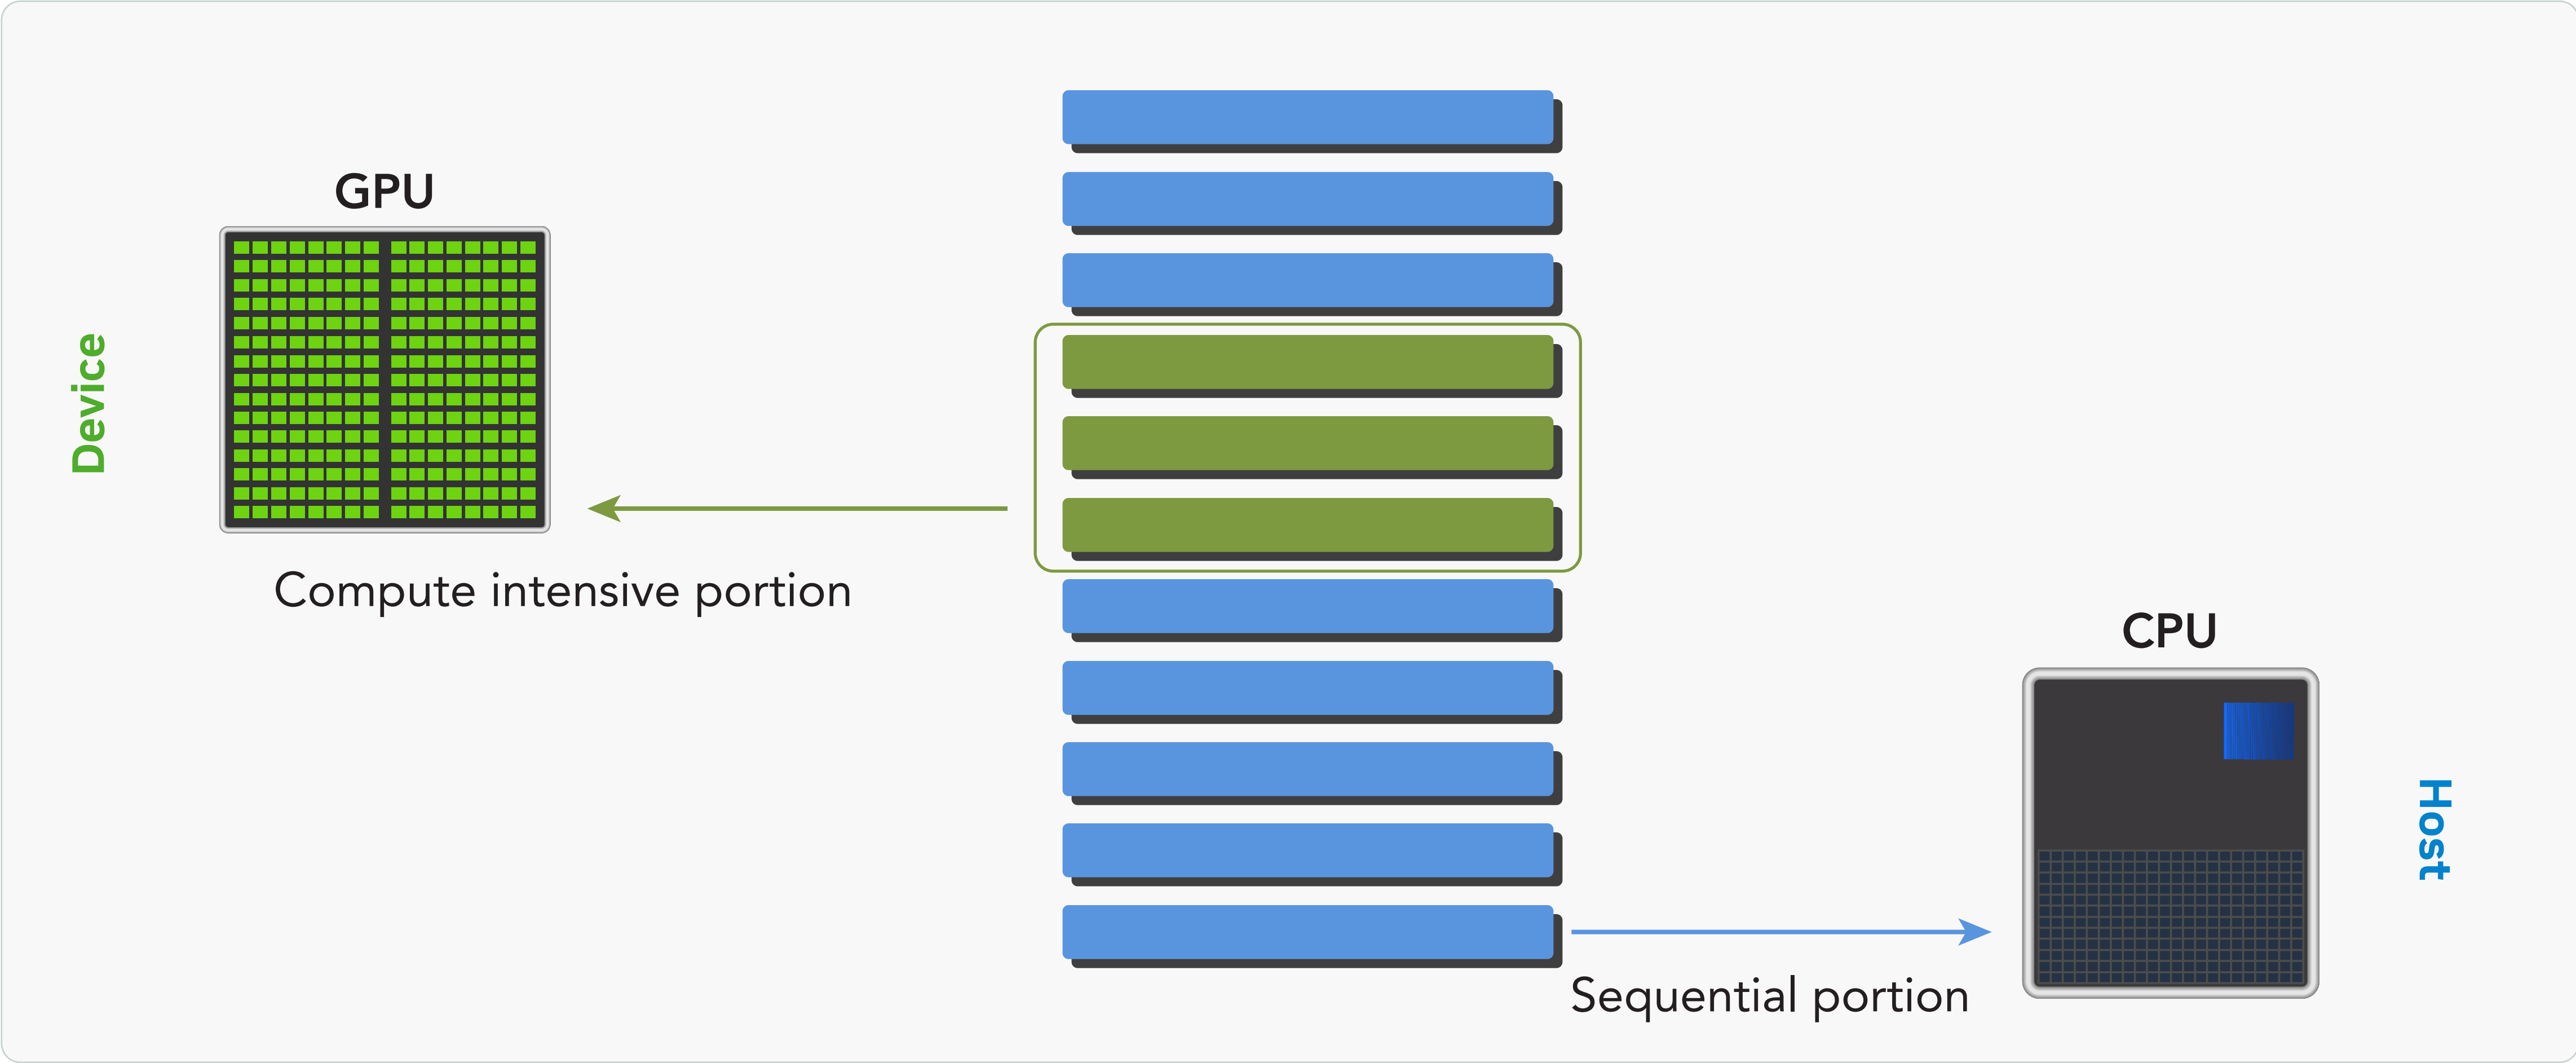 GPU
Device
Compute intensive portion
CPU
Host
Sequential portion